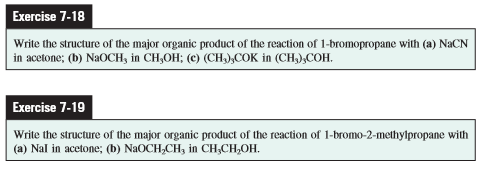 Exercise 7-18
Write the structure of the major organic product of the reaction of 1-bromopropane with (a) NaCN
in acetone; (b) NaOCH₃ in CH₃OH; (c) (CH₃)₃COK in (CH₃)₃COH.
Exercise 7-19
Write the structure of the major organic product of the reaction of 1-bromo-2-methylpropane with
(a) NaI in acetone; (b) NaOCH₂CH₃ in CH₃CH₂OH.